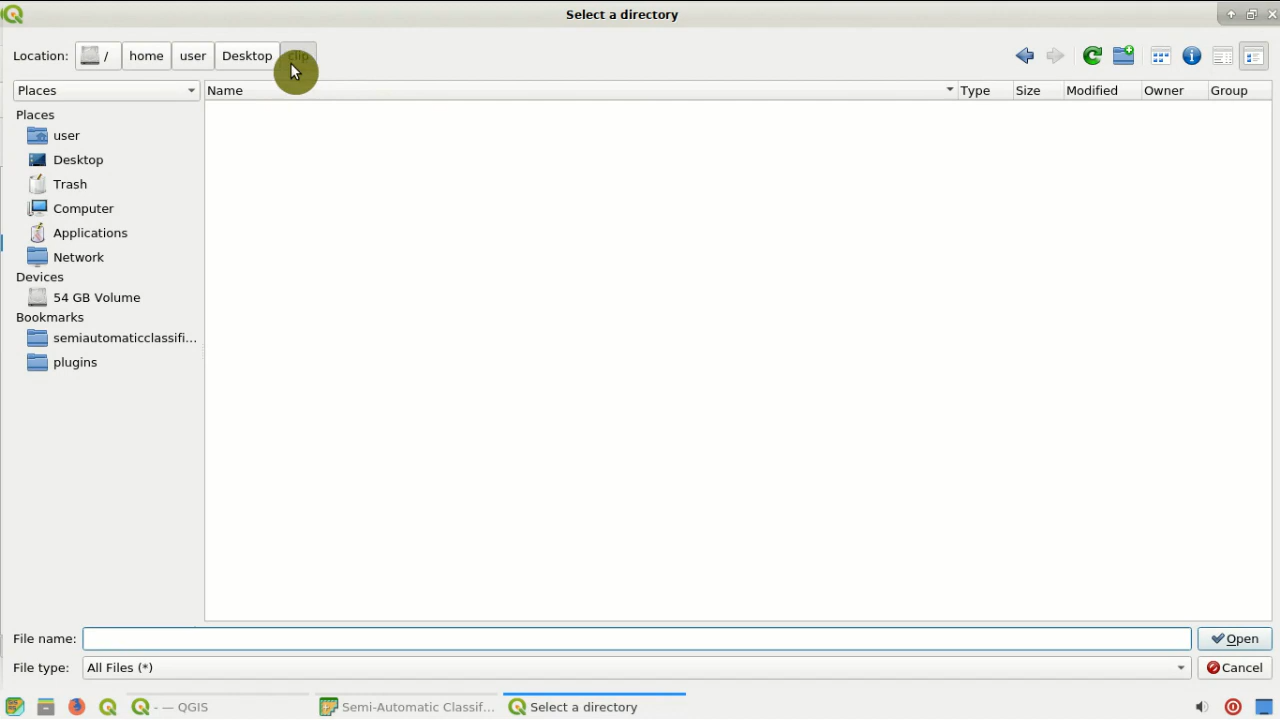 Select a directory
Location: / home user Desktop clip
Places Name Type Size Modified Owner Group
Places
user
Desktop
Trash
Computer
Applications
Network
Devices
54 GB Volume
Bookmarks
semiautomaticclassifi...
plugins
File name: Open
File type: All Files (*) Cancel
- — QGIS Semi-Automatic Classif... Select a directory